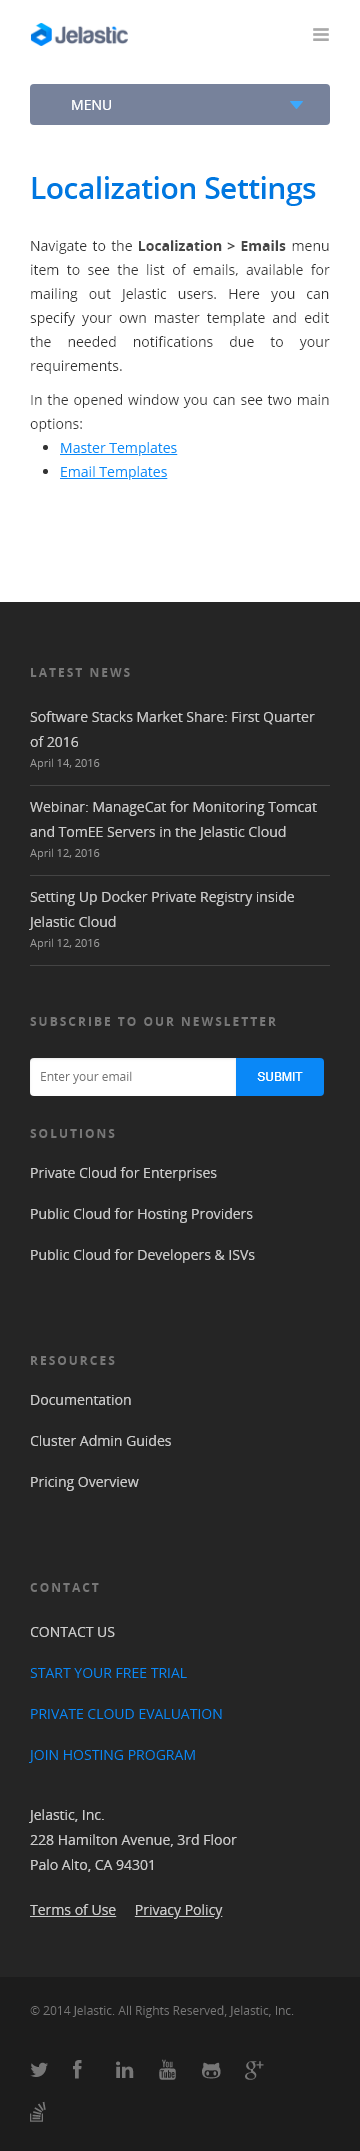 Jelastic
MENU
Localization Settings
Navigate to the Localization > Emails menu
item to see the list of emails, available for
mailing out Jelastic users. Here you can
specify your own master template and edit
the needed notifications due to your
requirements.
In the opened window you can see two main
options:
Master Templates
Email Templates
LATEST NEWS
Software Stacks Market Share: First Quarter
of 2016
April 14, 2016
Webinar: ManageCat for Monitoring Tomcat
and TomEE Servers in the Jelastic Cloud
April 12, 2016
Setting Up Docker Private Registry inside
Jelastic Cloud
April 12, 2016
SUBSCRIBE TO OUR NEWSLETTER
Enter your email SUBMIT
SOLUTIONS
Private Cloud for Enterprises
Public Cloud for Hosting Providers
Public Cloud for Developers & ISVs
RESOURCES
Documentation
Cluster Admin Guides
Pricing Overview
CONTACT
CONTACT US
START YOUR FREE TRIAL
PRIVATE CLOUD EVALUATION
JOIN HOSTING PROGRAM
Jelastic, Inc.
228 Hamilton Avenue, 3rd Floor
Palo Alto, CA 94301
Terms of Use Privacy Policy
© 2014 Jelastic. All Rights Reserved, Jelastic, Inc.
You Tube